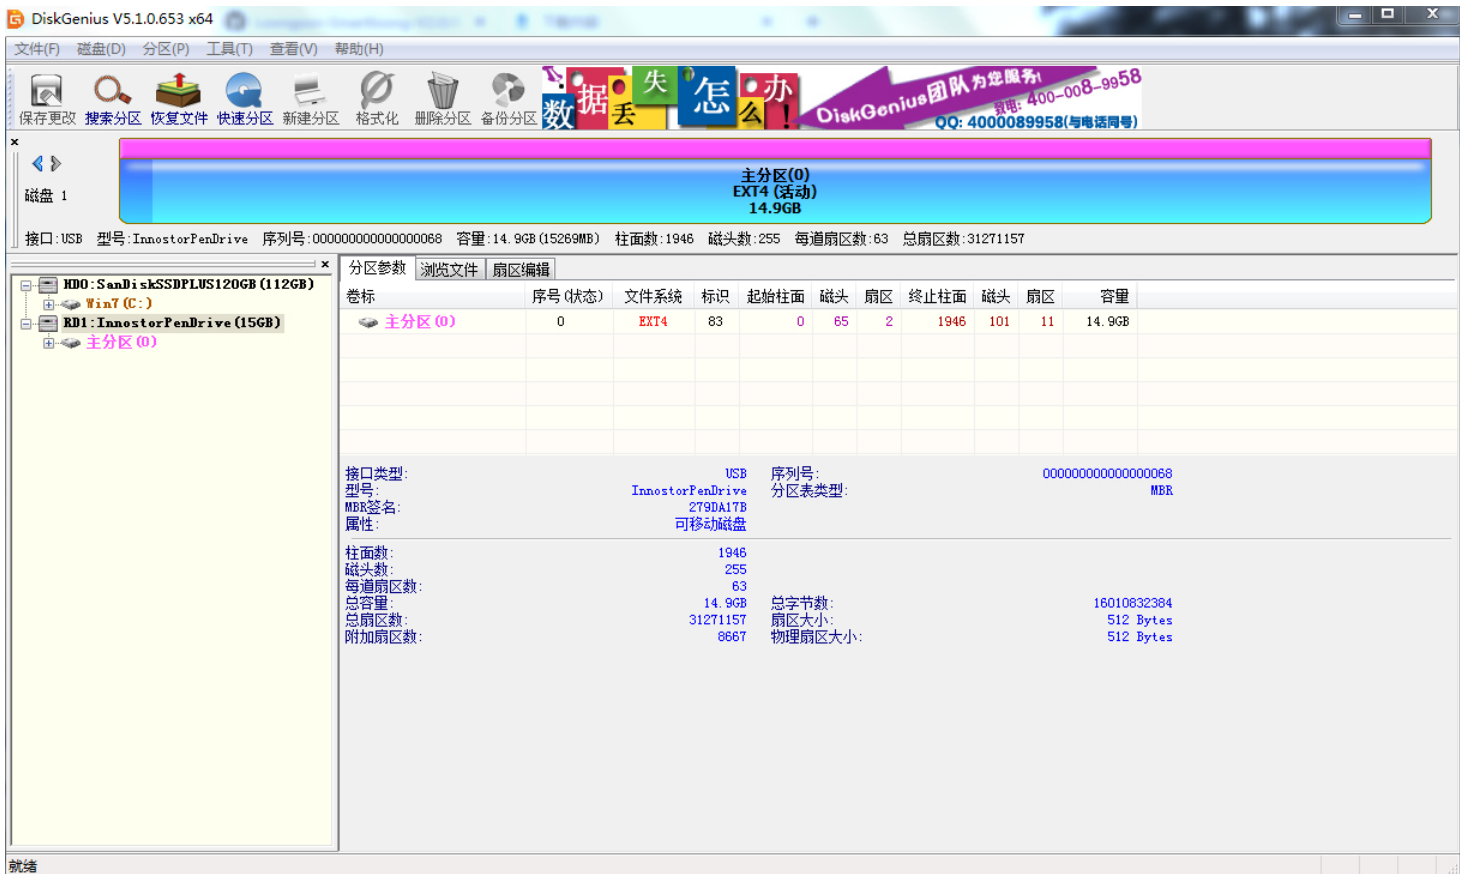 DiskGenius V5.1.0.653 x64
文件(F) 磁盘(D) 分区(P) 工具(T) 查看(V) 帮助(H)
保存更改 搜索分区 恢复文件 快速分区 新建分区 格式化 删除分区 备份分区
数据丢失怎么办!
DiskGenius团队为您服务!
致电: 400-008-9958
QQ: 4000089958(与电话同号)
磁盘 1
主分区(0)
EXT4 (活动)
14.9GB
接口:USB 型号:InnostorPenDrive 序列号:000000000000000068 容量:14.9GB(15269MB) 柱面数:1946 磁头数:255 每道扇区数:63 总扇区数:31271157
HD0:SanDiskSSDPLUS120GB(112GB)
Win7(C:)
RD1:InnostorPenDrive(15GB)
主分区(0)
分区参数 浏览文件 扇区编辑
卷标 序号(状态) 文件系统 标识 起始柱面 磁头 扇区 终止柱面 磁头 扇区 容量
主分区(0) 0 EXT4 83 0 65 2 1946 101 11 14.9GB
接口类型: USB 序列号: 000000000000000068
型号: InnostorPenDrive 分区表类型: MBR
MBR签名: 279DA17B
属性: 可移动磁盘
柱面数: 1946
磁头数: 255
每道扇区数: 63
总容量: 14.9GB 总字节数: 16010832384
总扇区数: 31271157 扇区大小: 512 Bytes
附加扇区数: 8667 物理扇区大小: 512 Bytes
就绪